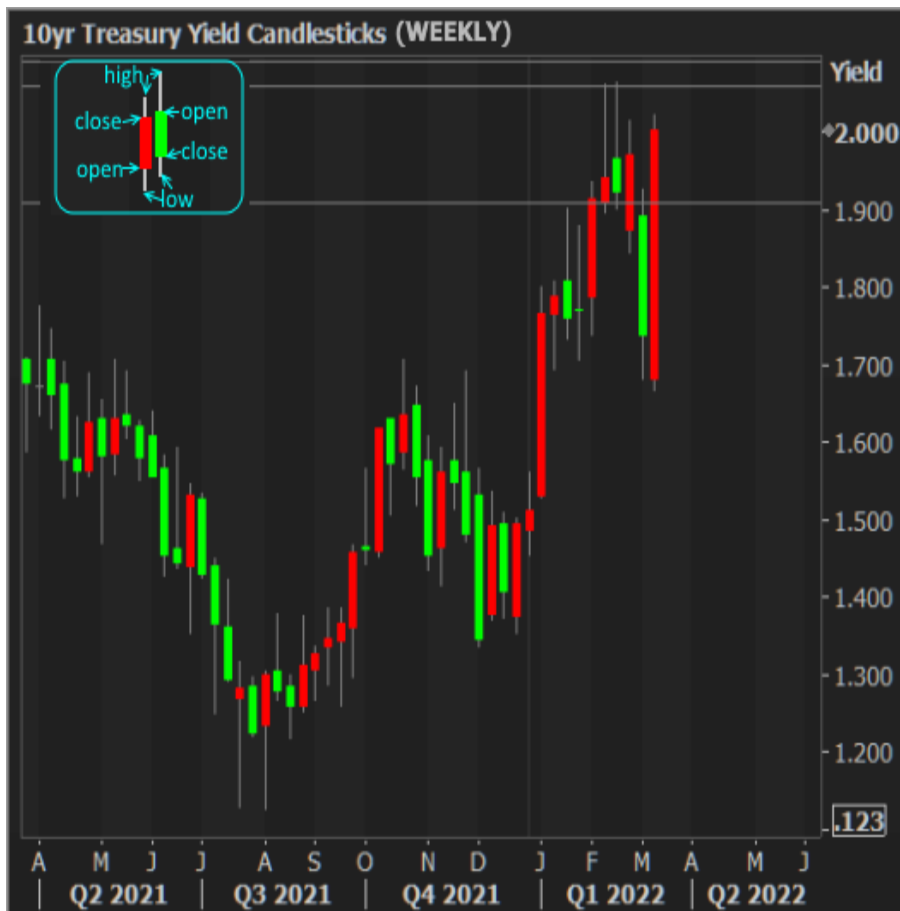 10yr Treasury Yield Candlesticks (WEEKLY)
high
close
open
open
close
low
Yield
2.000
1.900
1.800
1.700
1.600
1.500
1.400
1.300
1.200
.123
A M J J A S O N D J F M A M J
Q2 2021 Q3 2021 Q4 2021 Q1 2022 Q2 2022